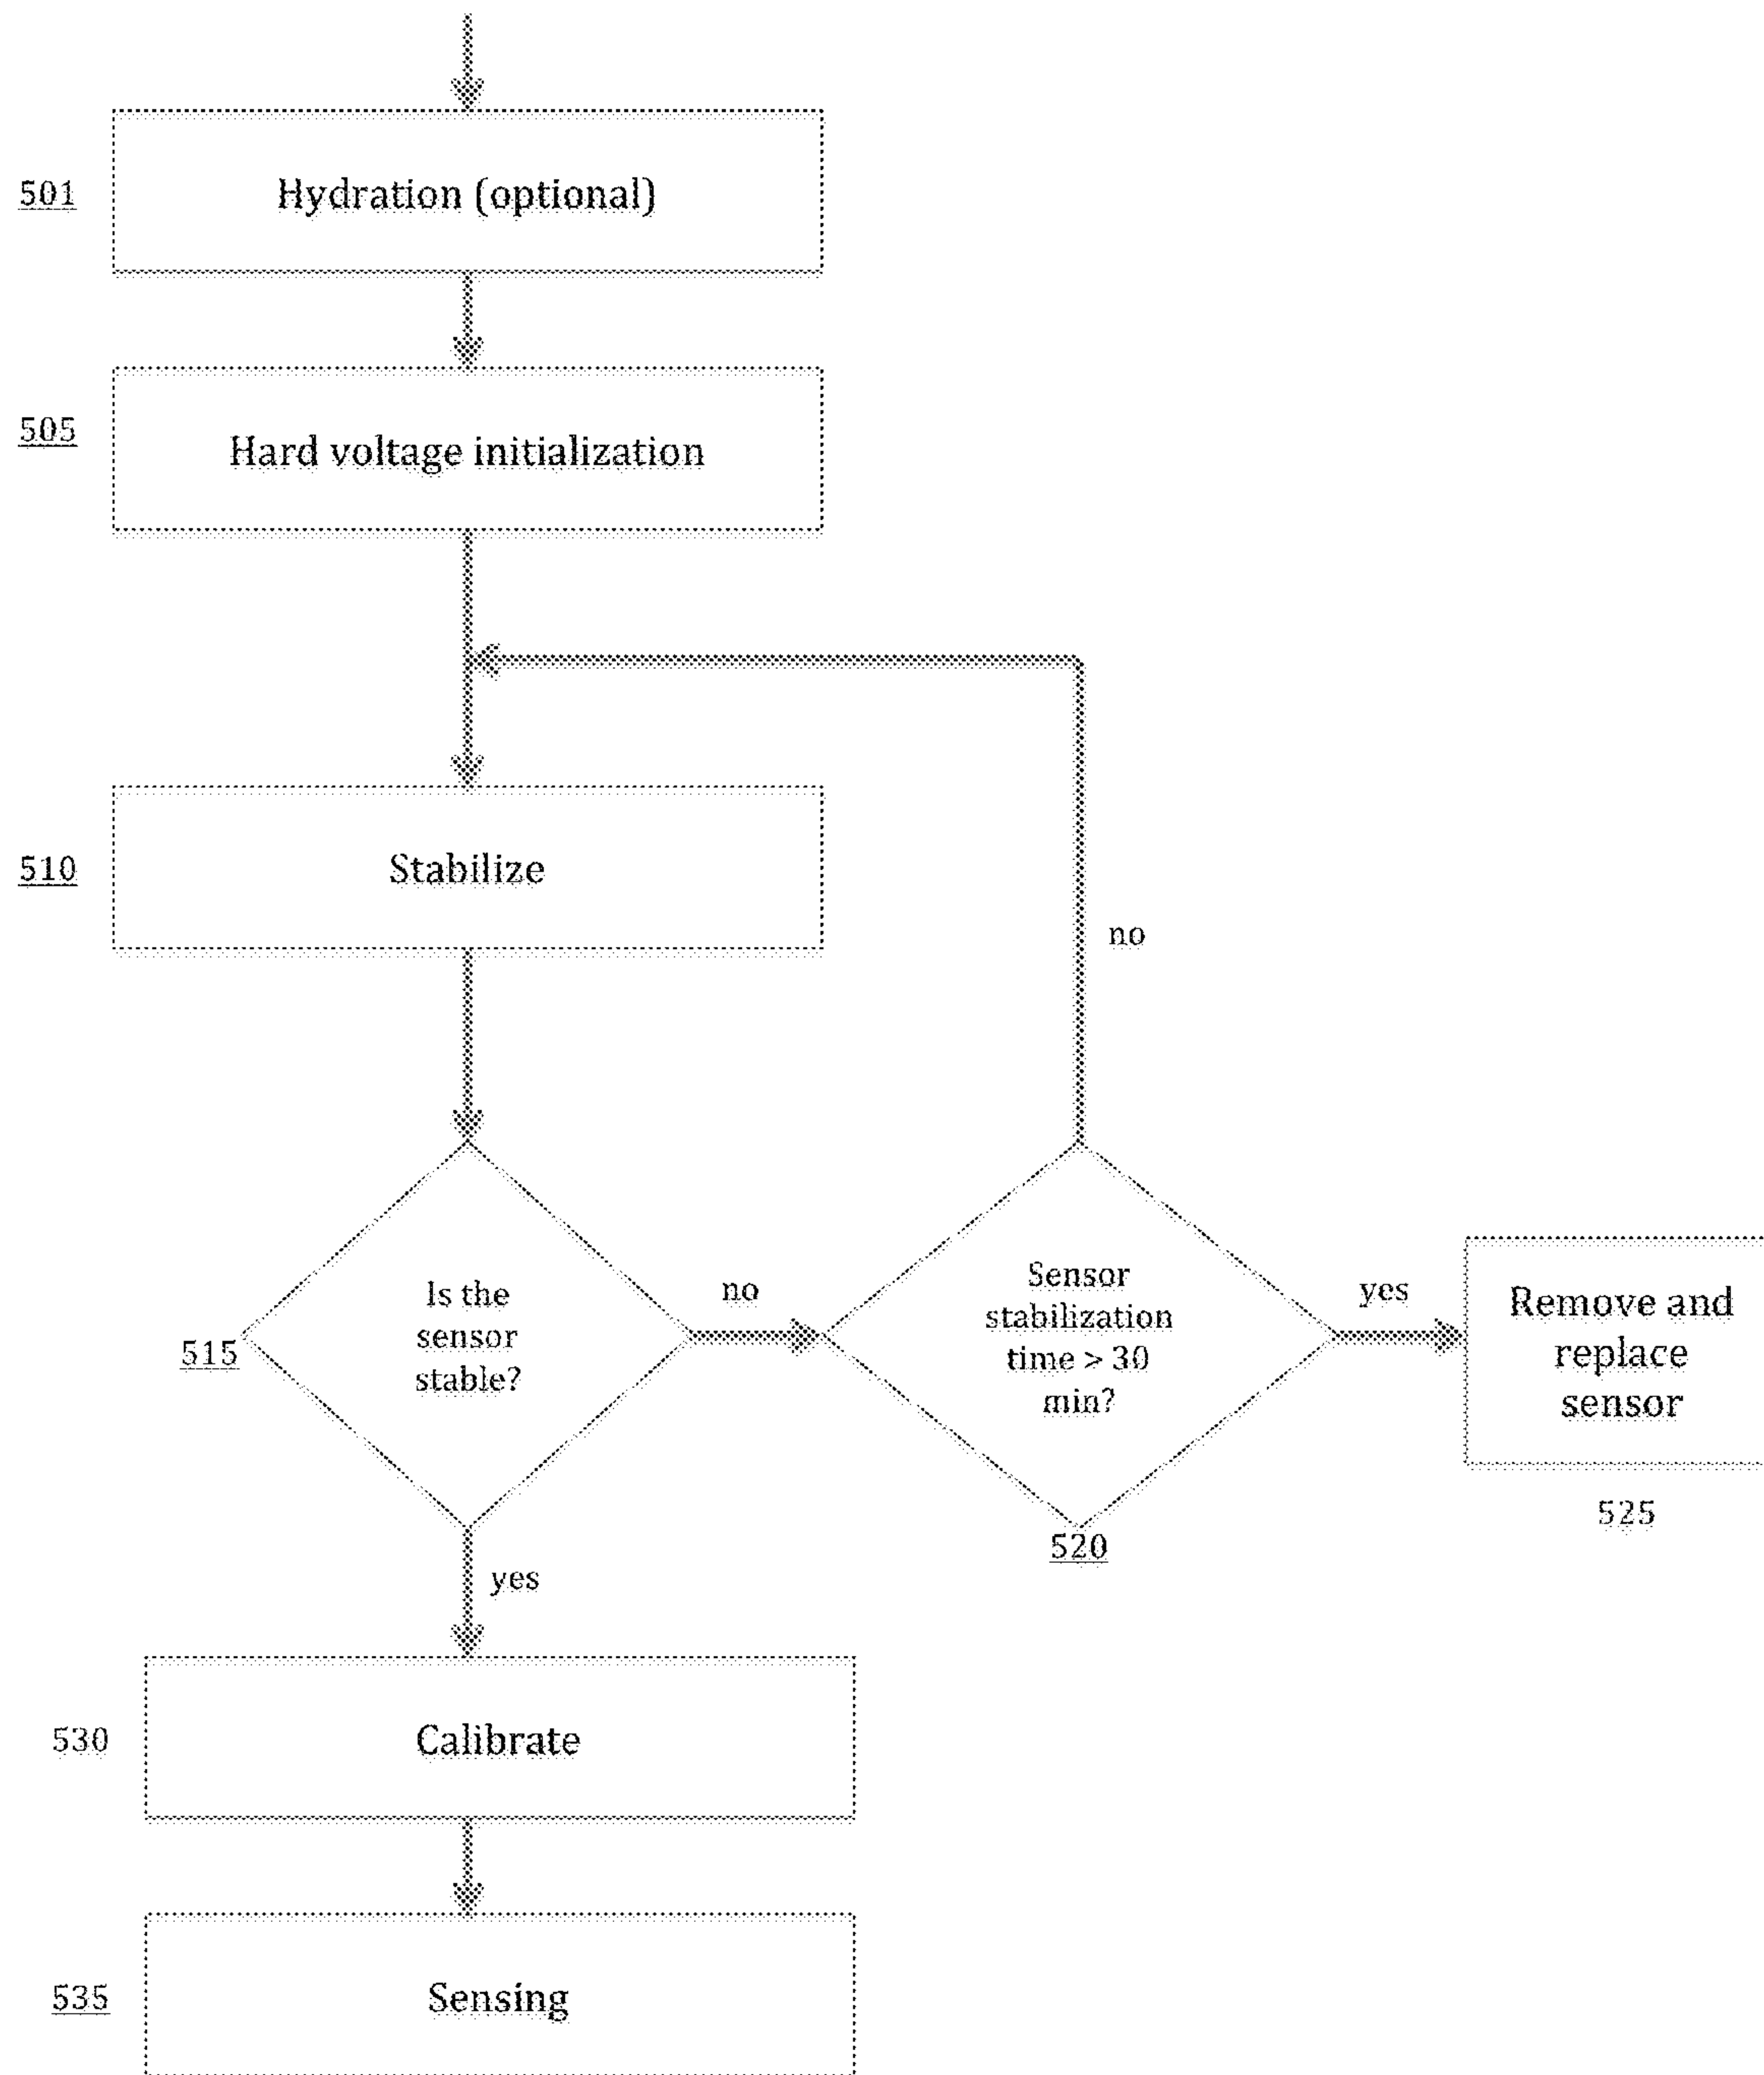 501
Hydration (optional)
505
Hard voltage initialization
510
Stabilize
no
515
Is the
sensor
stable?
no
Sensor
stabilization
time > 30
min?
520
yes
Remove and
replace
sensor
525
yes
530
Calibrate
535
Sensing